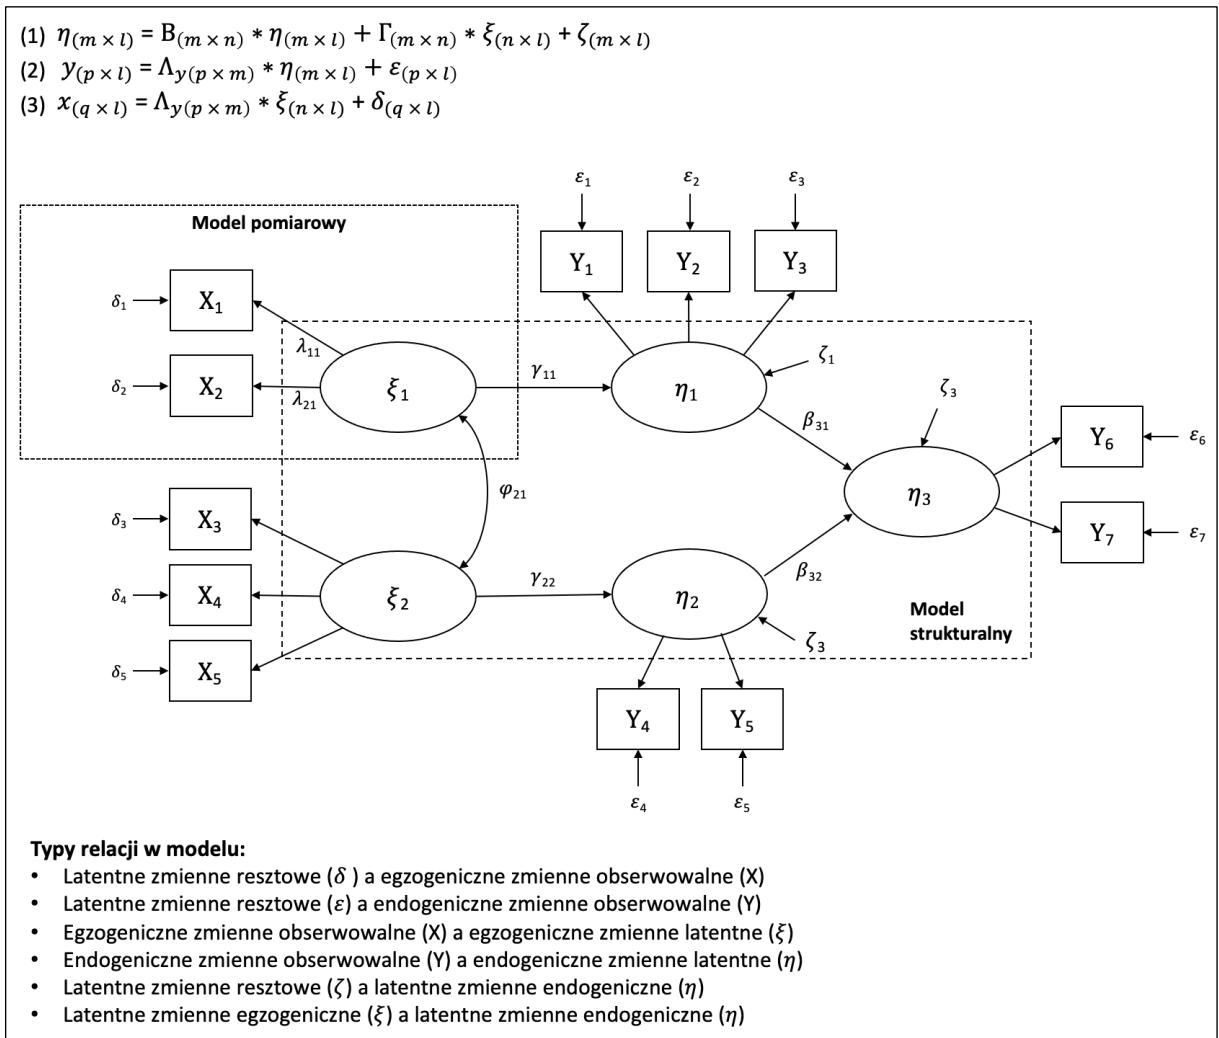 (1) η(m × l) = B(m × n) * η(m × l) + Γ(m × n) * ξ(n × l) + ζ(m × l)
(2) y(p × l) = Λy(p × m) * η(m × l) + ε(p × l)
(3) x(q × l) = Λy(p × m) * ξ(n × l) + δ(q × l)
ε₁ ε₂ ε₃
Model pomiarowy
Y₁ Y₂ Y₃
δ₁ X₁
λ₁₁
δ₂ X₂
λ₂₁
ξ₁
γ₁₁
η₁
ζ₁
β₃₁
ζ₃
η₃
Y₆ ε₆
Y₇ ε₇
φ₂₁
δ₃ X₃
δ₄ X₄
δ₅ X₅
ξ₂
γ₂₂
η₂
β₃₂
ζ₃
Model
strukturalny
Y₄ Y₅
ε₄ ε₅
Typy relacji w modelu:
• Latentne zmienne resztowe (δ ) a egzogeniczne zmienne obserwowalne (X)
• Latentne zmienne resztowe (ε) a endogeniczne zmienne obserwowalne (Y)
• Egzogeniczne zmienne obserwowalne (X) a egzogeniczne zmienne latentne (ξ)
• Endogeniczne zmienne obserwowalne (Y) a endogeniczne zmienne latentne (η)
• Latentne zmienne resztowe (ζ) a latentne zmienne endogeniczne (η)
• Latentne zmienne egzogeniczne (ξ) a latentne zmienne endogeniczne (η)